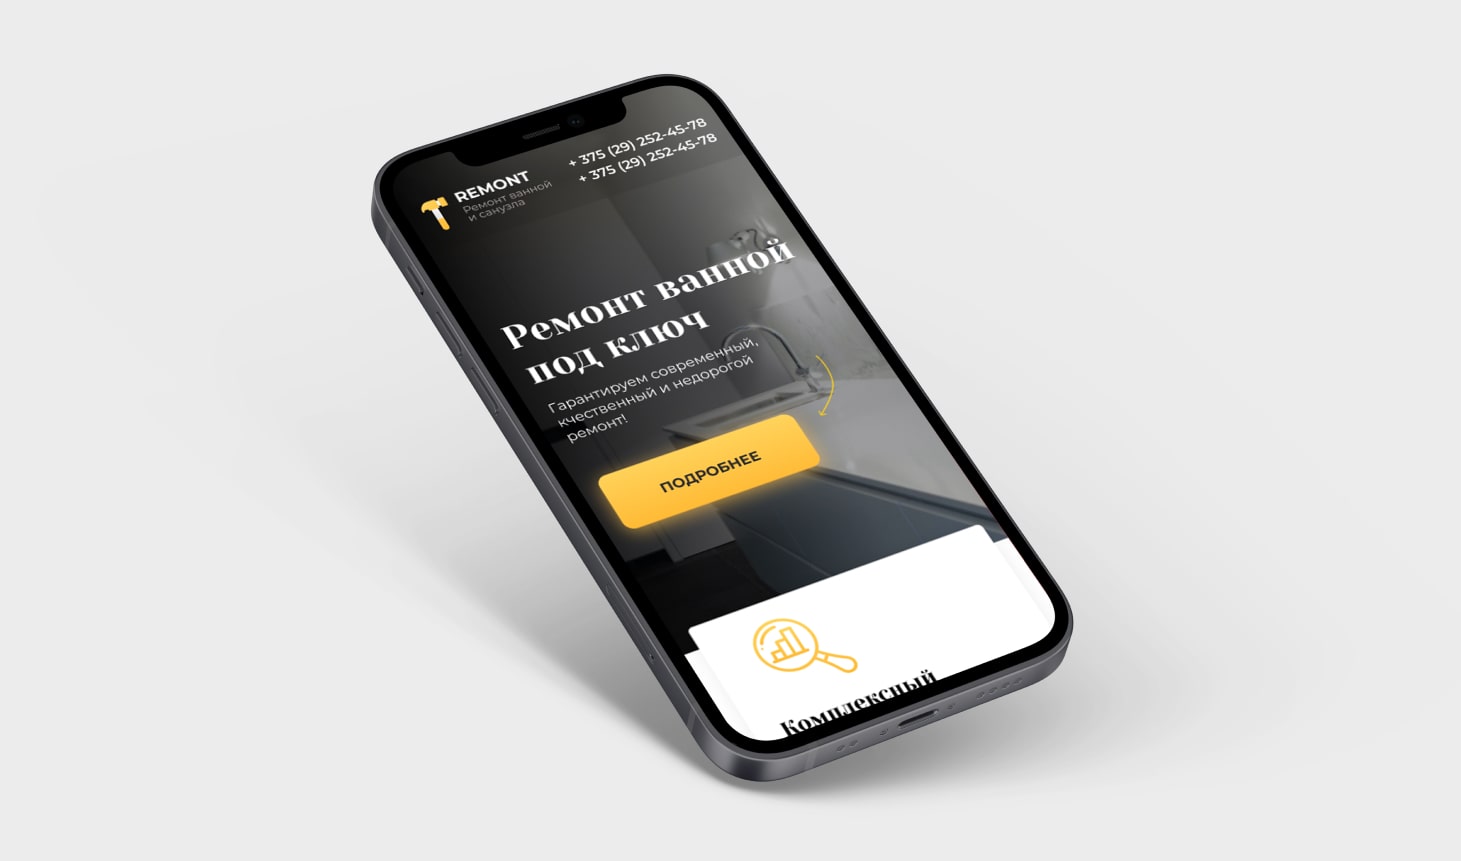 + 375 (29) 252-45-78
+ 375 (29) 252-45-78
REMONT
Ремонт ванной
и санузла
Ремонт ванной
под ключ
Гарантируем современный,
кчественный и недорогой
ремонт!
ПОДРОБНЕЕ
Комплексный